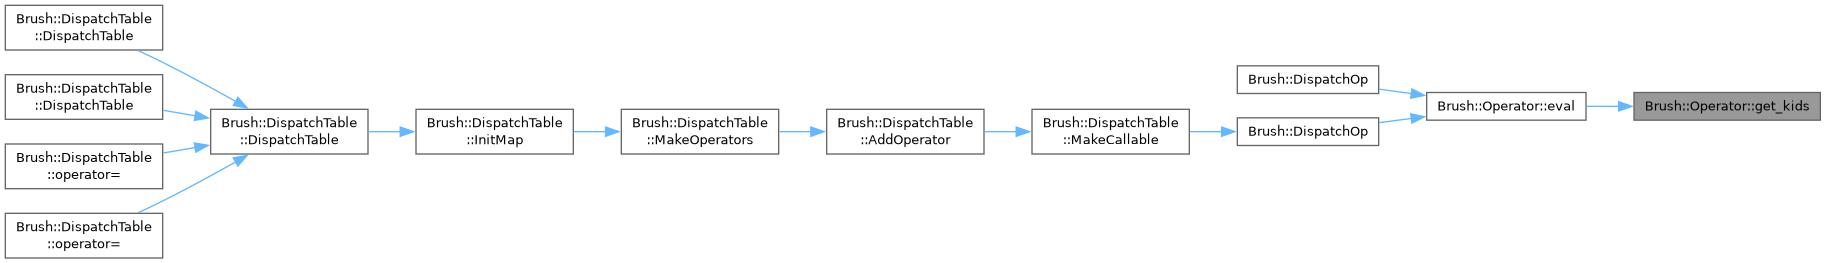 Brush::DispatchTable
::DispatchTable
Brush::DispatchTable
::DispatchTable
Brush::DispatchTable
::operator=
Brush::DispatchTable
::operator=
Brush::DispatchTable
::DispatchTable
Brush::DispatchTable
::InitMap
Brush::DispatchTable
::MakeOperators
Brush::DispatchTable
::AddOperator
Brush::DispatchTable
::MakeCallable
Brush::DispatchOp
Brush::DispatchOp
Brush::Operator::eval
Brush::Operator::get_kids